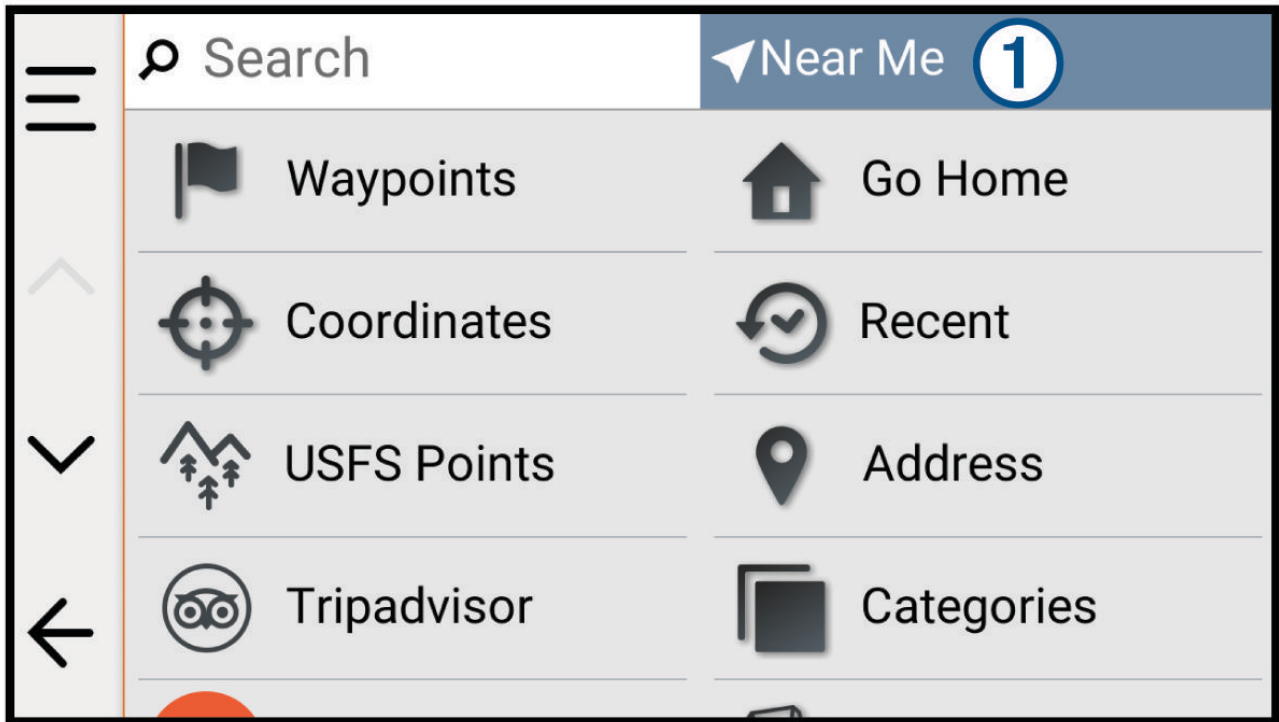 Search
Near Me 1
Waypoints
Go Home
Coordinates
Recent
USFS Points
Address
Tripadvisor
Categories